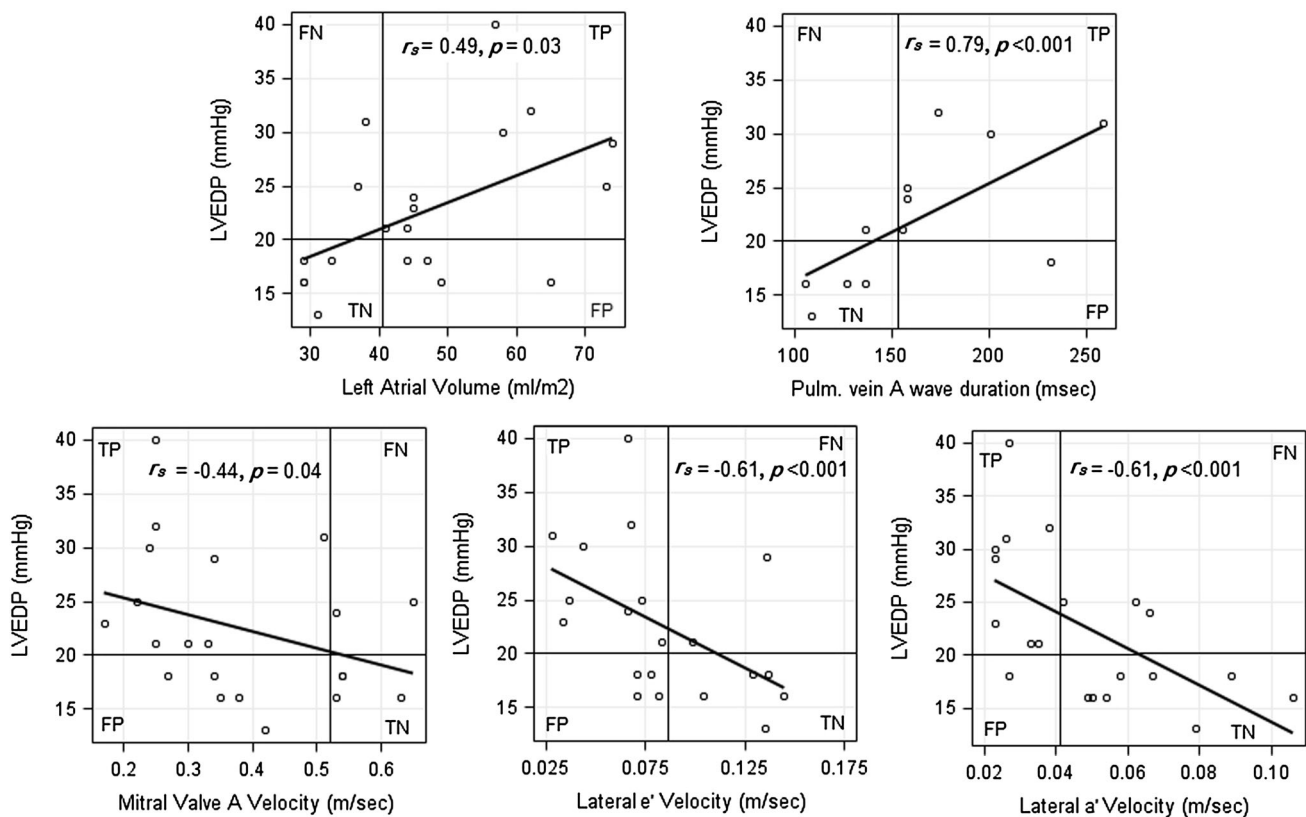 FN TP
rs = 0.49, p = 0.03
LVEDP (mmHg)
40
35
30
25
20
15
TN FP
30 40 50 60 70
Left Atrial Volume (ml/m2)
FN TP
rs = 0.79, p <0.001
LVEDP (mmHg)
40
35
30
25
20
15
TN FP
100 150 200 250
Pulm. vein A wave duration (msec)
TP FN
rs = -0.44, p = 0.04
LVEDP (mmHg)
40
35
30
25
20
15
FP TN
0.2 0.3 0.4 0.5 0.6
Mitral Valve A Velocity (m/sec)
TP FN
rs = -0.61, p <0.001
LVEDP (mmHg)
40
35
30
25
20
15
FP TN
0.025 0.075 0.125 0.175
Lateral e' Velocity (m/sec)
TP FN
rs = -0.61, p <0.001
LVEDP (mmHg)
40
35
30
25
20
15
FP TN
0.02 0.04 0.06 0.08 0.10
Lateral a' Velocity (m/sec)